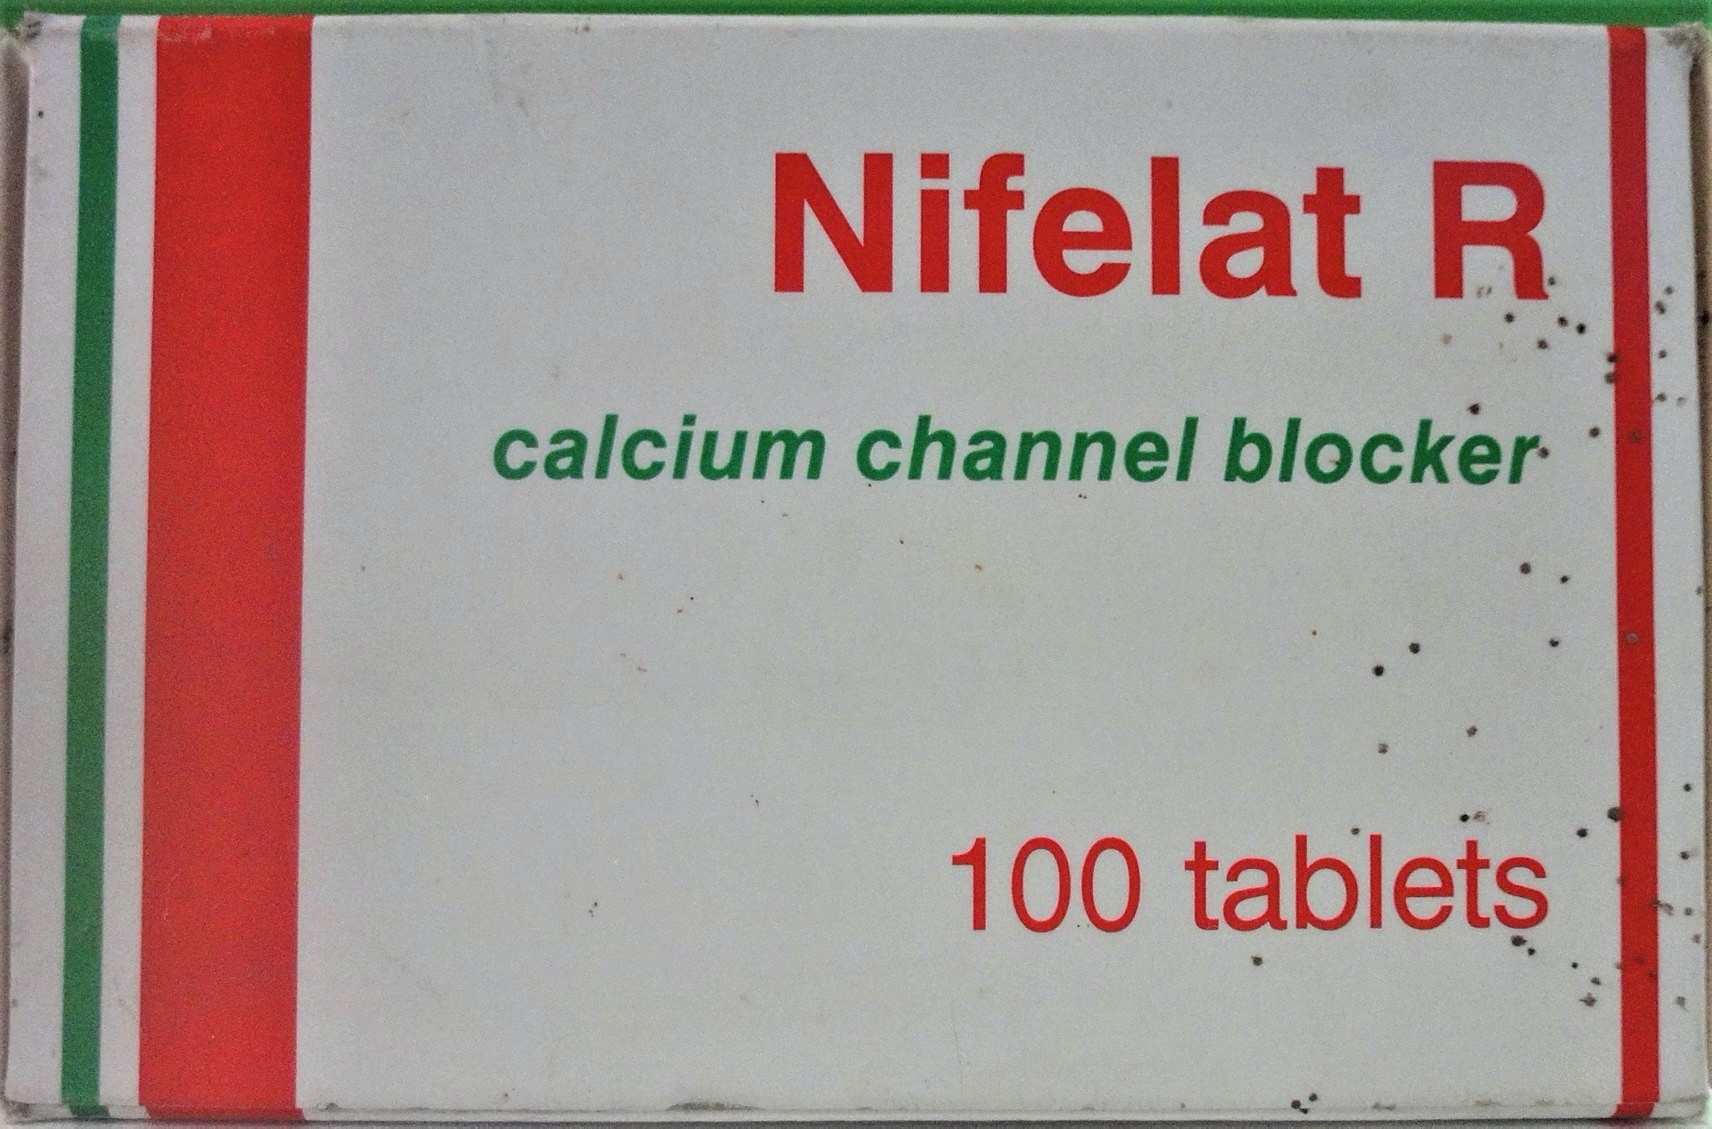 Nifelat R
calcium channel blocker
100 tablets